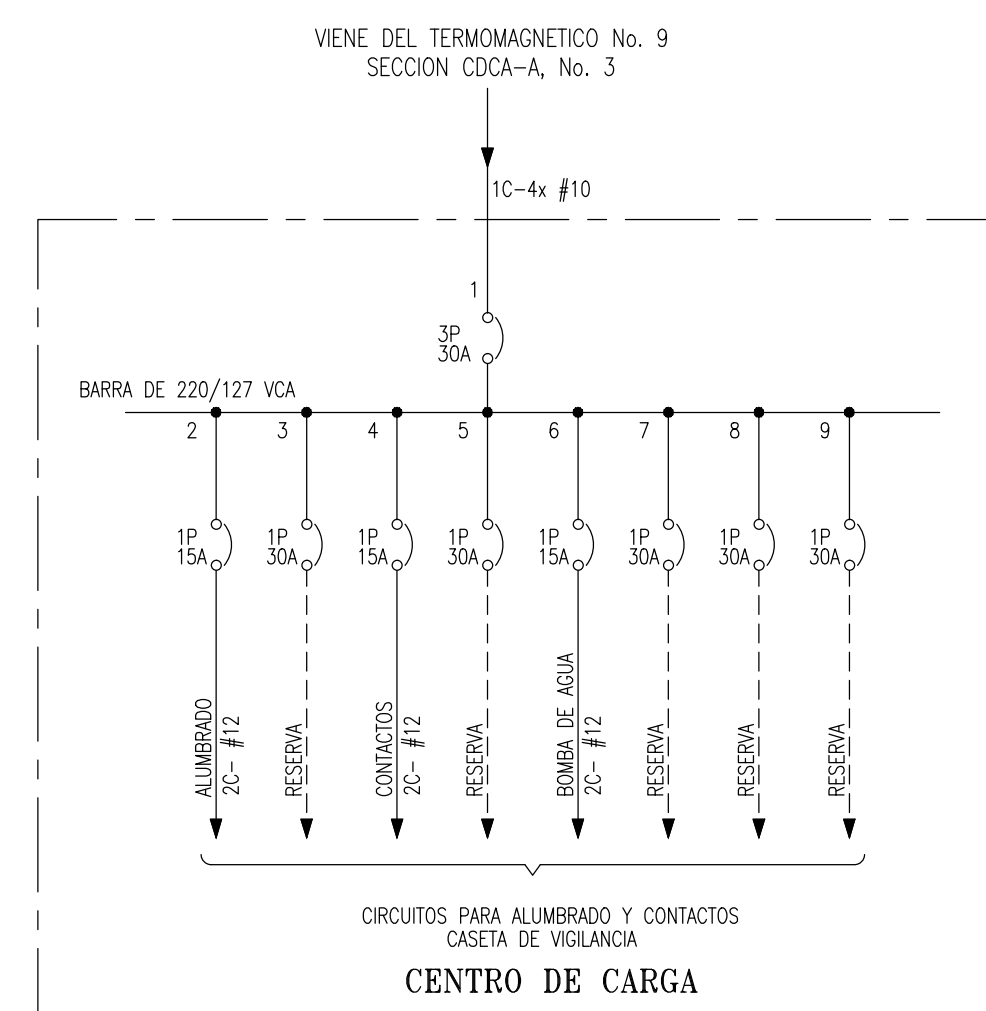 VIENE DEL TERMOMAGNETICO No. 9
SECCION CDCA-A, No. 3
1C-4x #10
1
3P
30A
BARRA DE 220/127 VCA
2
3
4
5
6
7
8
9
1P
15A
1P
30A
1P
15A
1P
30A
1P
15A
1P
30A
1P
30A
1P
30A
ALUMBRADO
2C- #12
RESERVA
CONTACTOS
2C- #12
RESERVA
BOMBA DE AGUA
2C- #12
RESERVA
RESERVA
RESERVA
CIRCUITOS PARA ALUMBRADO Y CONTACTOS
CASETA DE VIGILANCIA
CENTRO DE CARGA